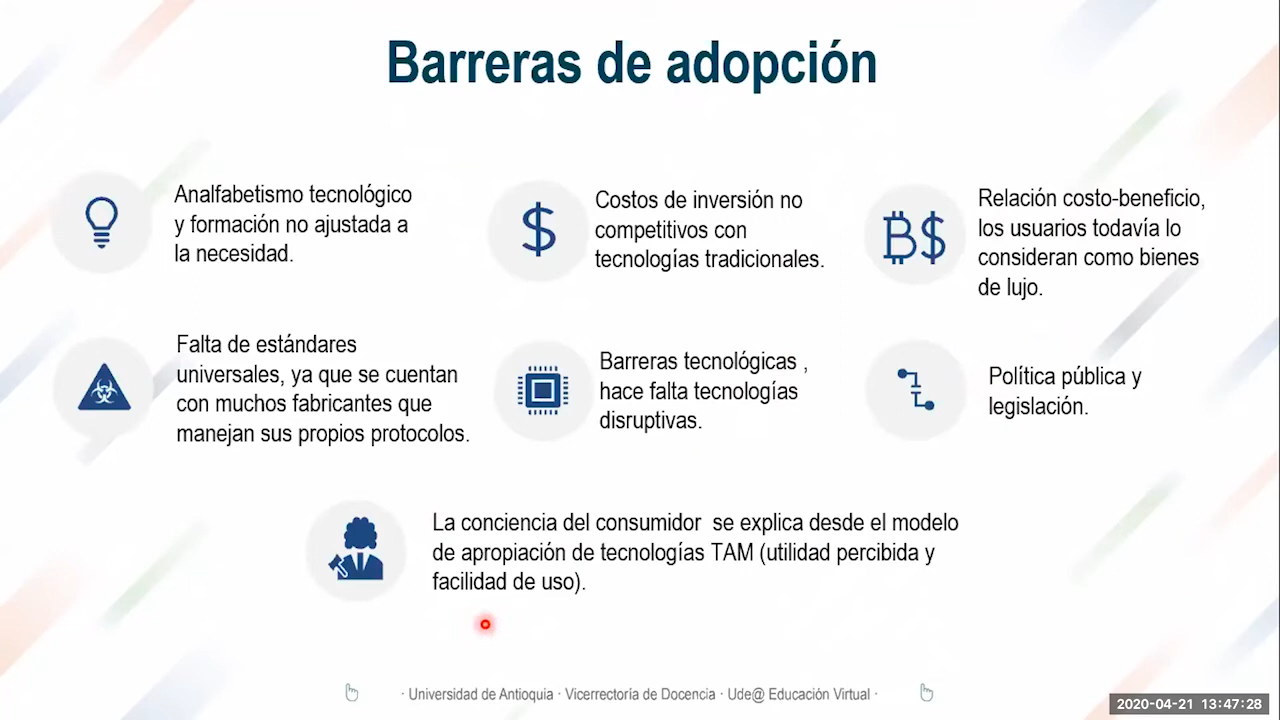 Barreras de adopción
Analfabetismo tecnológico
y formación no ajustada a
la necesidad.
Costos de inversión no
competitivos con
tecnologías tradicionales.
Relación costo-beneficio,
los usuarios todavía lo
consideran como bienes
de lujo.
Falta de estándares
universales, ya que se cuentan
con muchos fabricantes que
manejan sus propios protocolos.
Barreras tecnológicas ,
hace falta tecnologías
disruptivas.
Política pública y
legislación.
La conciencia del consumidor  se explica desde el modelo
de apropiación de tecnologías TAM (utilidad percibida y
facilidad de uso).
· Universidad de Antioquia · Vicerrectoría de Docencia · Ude@ Educación Virtual ·
2020-04-21 13:47:28